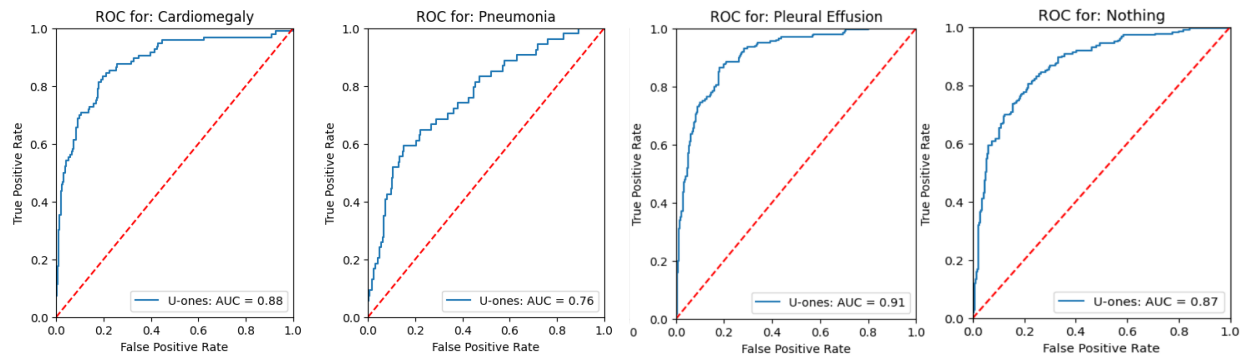 ROC for: Cardiomegaly
1.0
0.8
0.6
0.4
0.2
0.0
True Positive Rate
U-ones: AUC = 0.88
0.0 0.2 0.4 0.6 0.8 1.0
False Positive Rate
ROC for: Pneumonia
1.0
0.8
0.6
0.4
0.2
0.0
True Positive Rate
U-ones: AUC = 0.76
0.0 0.2 0.4 0.6 0.8 1.0
False Positive Rate
ROC for: Pleural Effusion
1.0
0.8
0.6
0.4
0.2
0.0
True Positive Rate
U-ones: AUC = 0.91
0 0.0 0.2 0.4 0.6 0.8 1.0
False Positive Rate
ROC for: Nothing
1.0
0.8
0.6
0.4
0.2
0.0
True Positive Rate
U-ones: AUC = 0.87
0.0 0.2 0.4 0.6 0.8 1.0
False Positive Rate